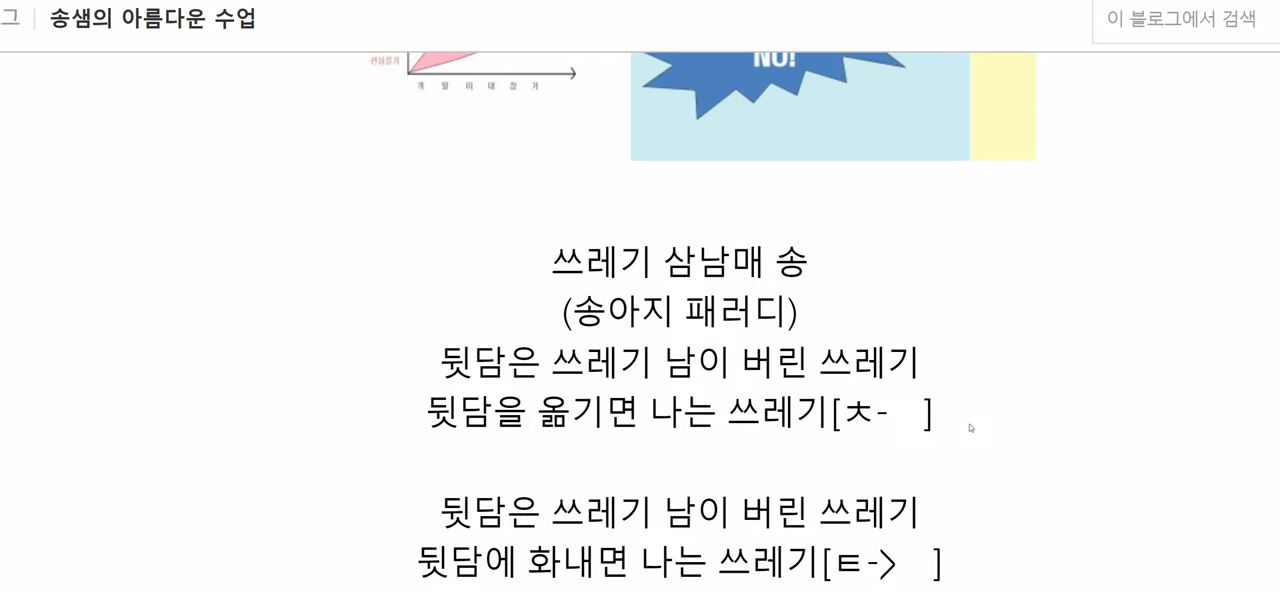 그 | 송샘의 아름다운 수업
이 블로그에서 검색
NO!
쓰레기 삼남매 송
(송아지 패러디)
뒷담은 쓰레기 남이 버린 쓰레기
뒷담을 옮기면 나는 쓰레기[ㅊ- ]
뒷담은 쓰레기 남이 버린 쓰레기
뒷담에 화내면 나는 쓰레기[ㅌ-> ]